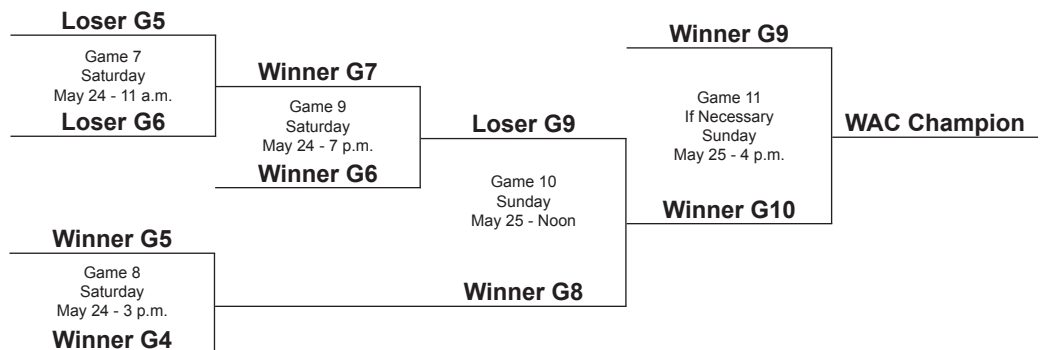 Loser G5
Game 7
Saturday
May 24 - 11 a.m.
Loser G6
Winner G7
Game 9
Saturday
May 24 - 7 p.m.
Winner G6
Winner G5
Game 8
Saturday
May 24 - 3 p.m.
Winner G4
Loser G9
Game 10
Sunday
May 25 - Noon
Winner G8
Winner G9
Game 11
If Necessary
Sunday
May 25 - 4 p.m.
Winner G10
WAC Champion